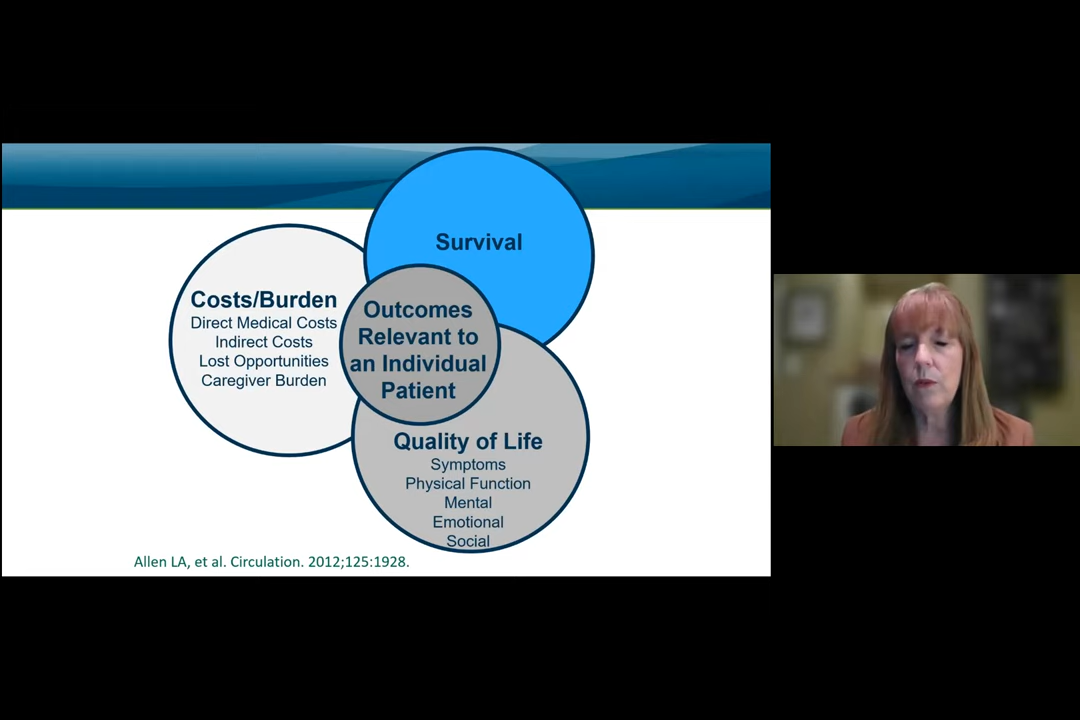 Survival
Costs/Burden
Direct Medical Costs
Indirect Costs
Lost Opportunities
Caregiver Burden
Outcomes
Relevant to
an Individual
Patient
Quality of Life
Symptoms
Physical Function
Mental
Emotional
Social
Allen LA, et al. Circulation. 2012;125:1928.